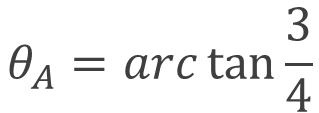 θ_A = arc tan 3/4